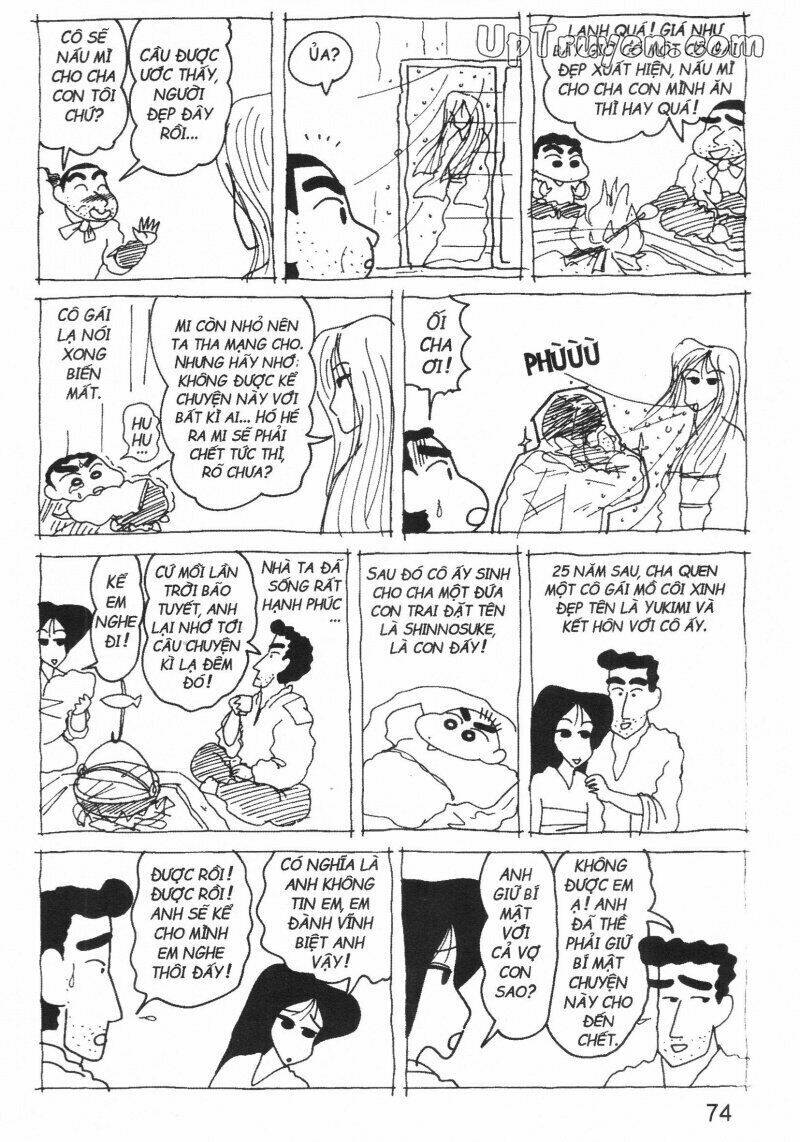 UpTruyen.com
LẠNH QUÁ! GIÁ NHƯ
BÂY GIỜ CÓ MỘT CÔ GÁI
ĐẸP XUẤT HIỆN, NẤU MÌ
CHO CHA CON MÌNH ĂN
THÌ HAY QUÁ!
ỦA?
CẦU ĐƯỢC
ƯỚC THẤY,
NGƯỜI
ĐẸP ĐÂY
RỒI...
CÔ SẼ
NẤU MÌ
CHO CHA
CON TÔI
CHỨ?
PHÙÙÙ
ỐI
CHA
ƠI!
MI CÒN NHỎ NÊN
TA THA MẠNG CHO.
NHƯNG HÃY NHỚ:
KHÔNG ĐƯỢC KỂ
CHUYỆN NÀY VỚI
BẤT KÌ AI... HÓ HÉ
RA MI SẼ PHẢI
CHẾT TỨC THÌ,
RÕ CHƯA?
CÔ GÁI
LẠ NÓI
XONG
BIẾN
MẤT.
HU
HU
...
25 NĂM SAU, CHA QUEN
MỘT CÔ GÁI MỒ CÔI XINH
ĐẸP TÊN LÀ YUKIMI VÀ
KẾT HÔN VỚI CÔ ẤY.
SAU ĐÓ CÔ ẤY SINH
CHO CHA MỘT ĐỨA
CON TRAI ĐẶT TÊN
LÀ SHINNOSUKE,
LÀ CON ĐẤY!
NHÀ TA ĐÃ
SỐNG RẤT
HẠNH PHÚC
...
CỨ MỖI LẦN
TRỜI BÃO
TUYẾT, ANH
LẠI NHỚ TỚI
CÂU CHUYỆN
KÌ LẠ ĐÊM
ĐÓ!
KỂ
EM
NGHE
ĐI!
KHÔNG
ĐƯỢC EM
Ạ! ANH
ĐÃ THỀ
PHẢI GIỮ
BÍ MẬT
CHUYỆN
NÀY CHO
ĐẾN
CHẾT.
ANH
GIỮ BÍ
MẬT
VỚI
CẢ VỢ
CON
SAO?
CÓ NGHĨA LÀ
ANH KHÔNG
TIN EM, EM
ĐÀNH VĨNH
BIỆT ANH
VẬY!
ĐƯỢC RỒI!
ĐƯỢC RỒI!
ANH SẼ KỂ
CHO MÌNH
EM NGHE
THÔI ĐẤY!
74